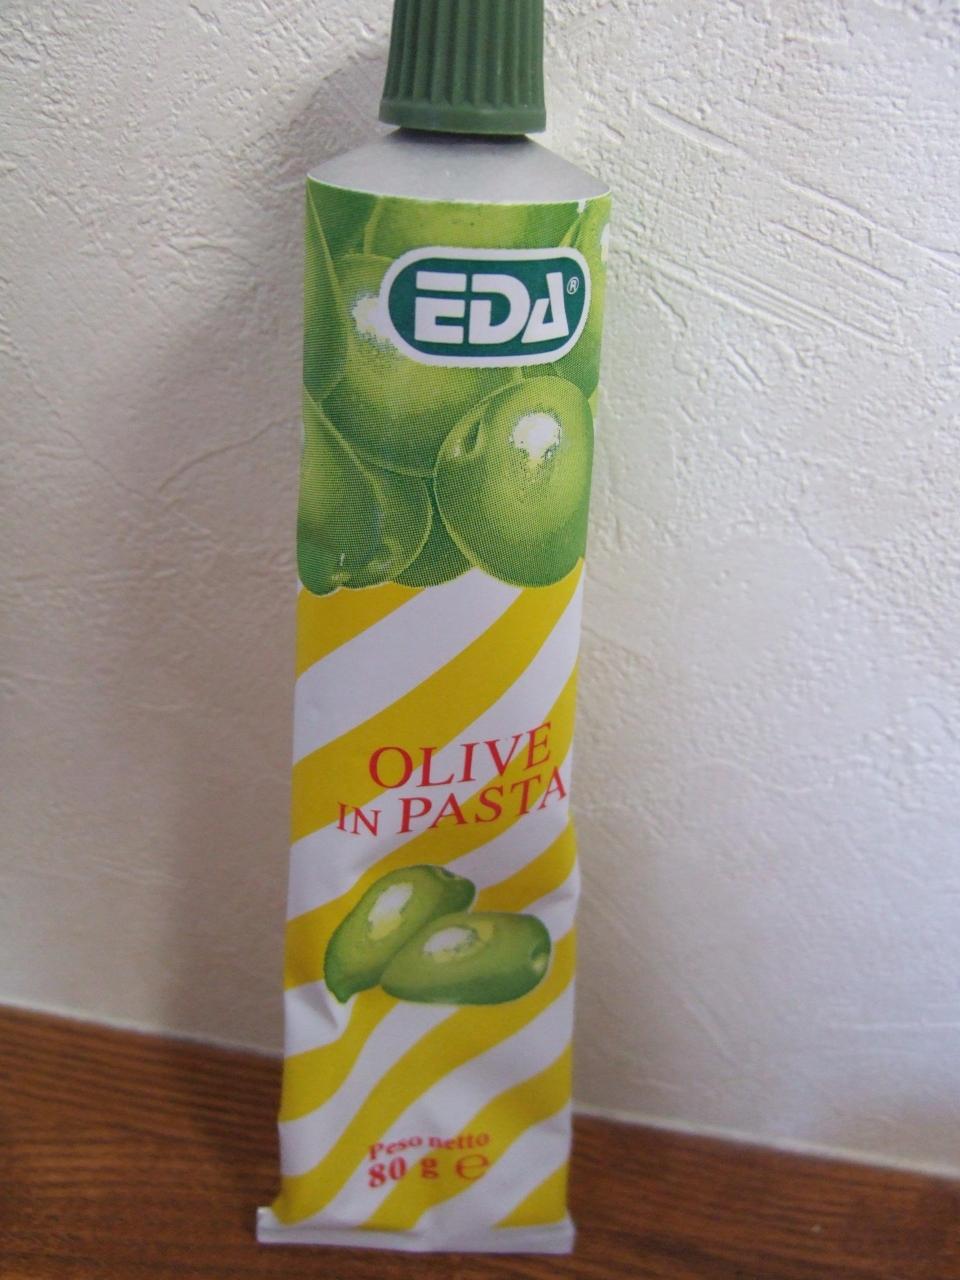 EDA®
OLIVE
IN PASTA
Peso netto
80 g ℮